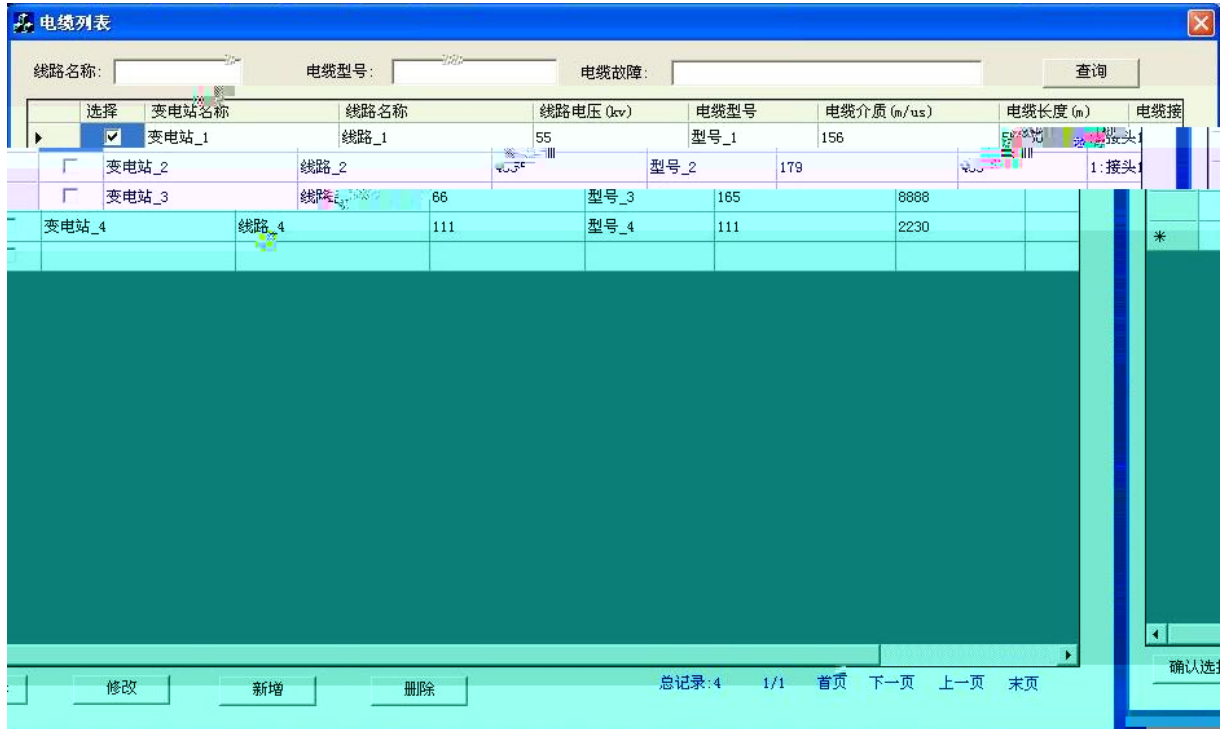 电缆列表
线路名称: 电缆型号: 电缆故障: 查询
选择 变电站名称 线路名称 线路电压(kv) 电缆型号 电缆介质(m/us) 电缆长度(m) 电缆接
变电站_1 线路_1 55 型号_1 156 接头1
变电站_2 线路_2 型号_2 179 1:接头1
变电站_3 线路 66 型号_3 165 8888
变电站_4 线路_4 111 型号_4 111 2230
*
确认选
修改 新增 删除 总记录:4 1/1 首页 下一页 上一页 末页